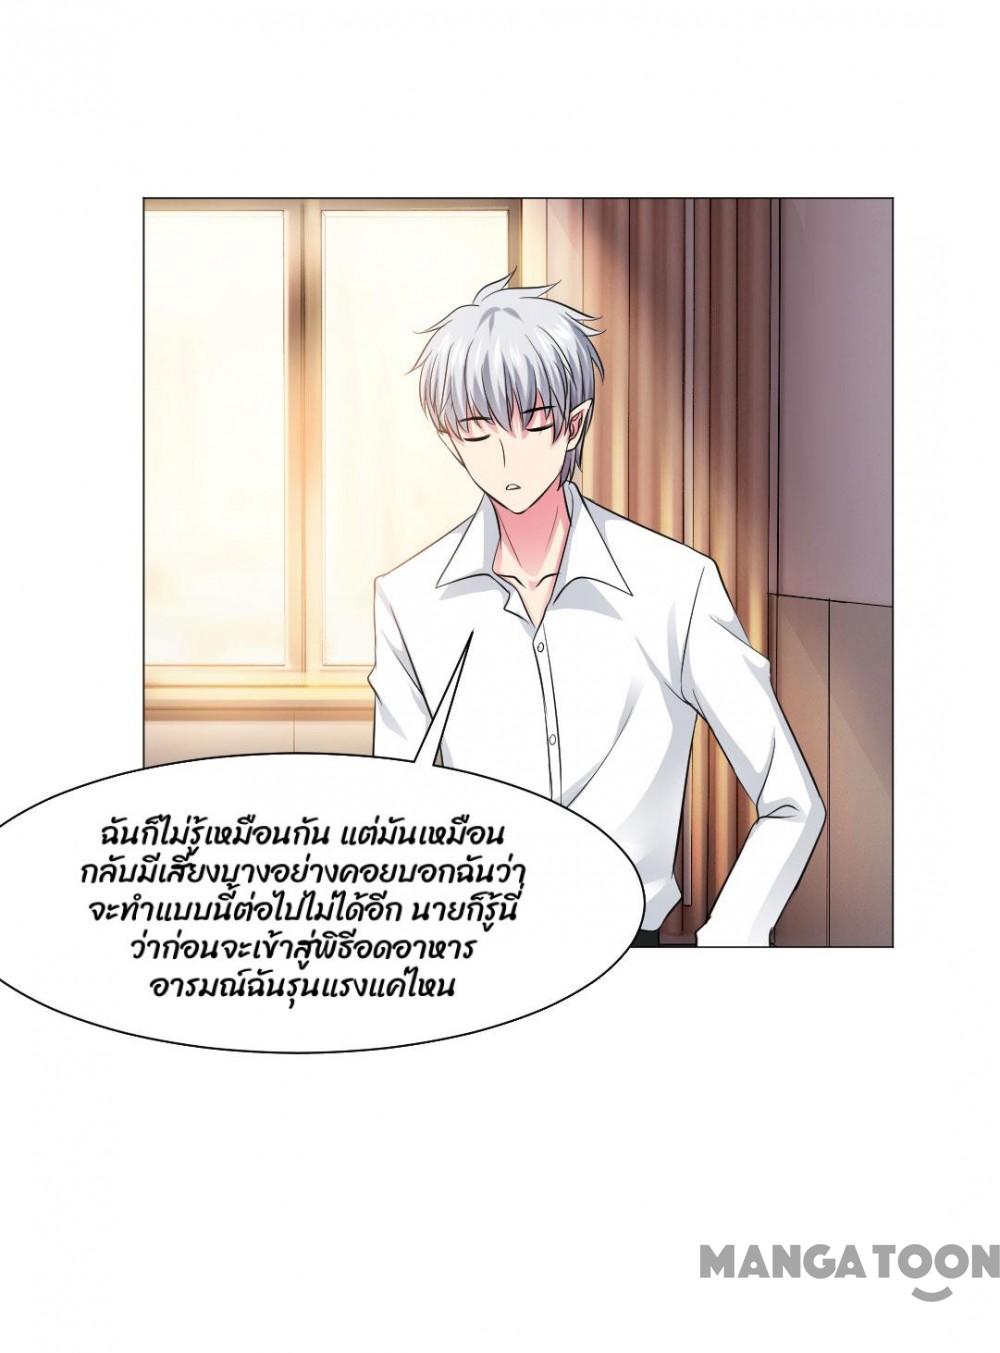 ฉันก็ไม่รู้เหมือนกัน แต่มันเหมือน
กลับมีเสียงบางอย่างคอยบอกฉันว่า
จะทำแบบนี้ต่อไปไม่ได้อีก นายก็รู้นี่
ว่าก่อนจะเข้าสู่พิธีอดอาหาร
อารมณ์ฉันรุนแรงแค่ไหน
MANGATOON